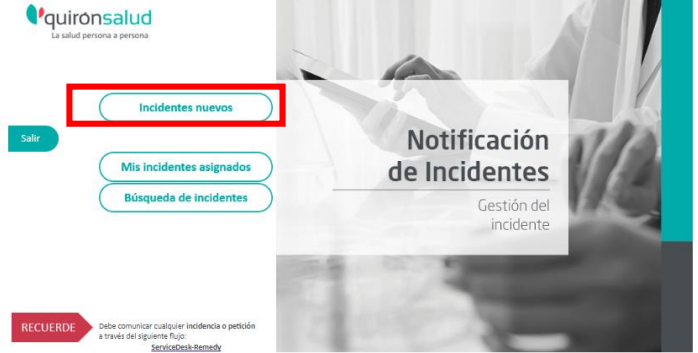 quirónsalud
La salud persona a persona
Incidentes nuevos
Salir
Mis incidentes asignados
Búsqueda de incidentes
Notificación
de Incidentes
Gestión del
incidente
RECUERDE
Debe comunicar cualquier incidencia o petición
a través del siguiente flujo:
ServiceDesk-Remedy